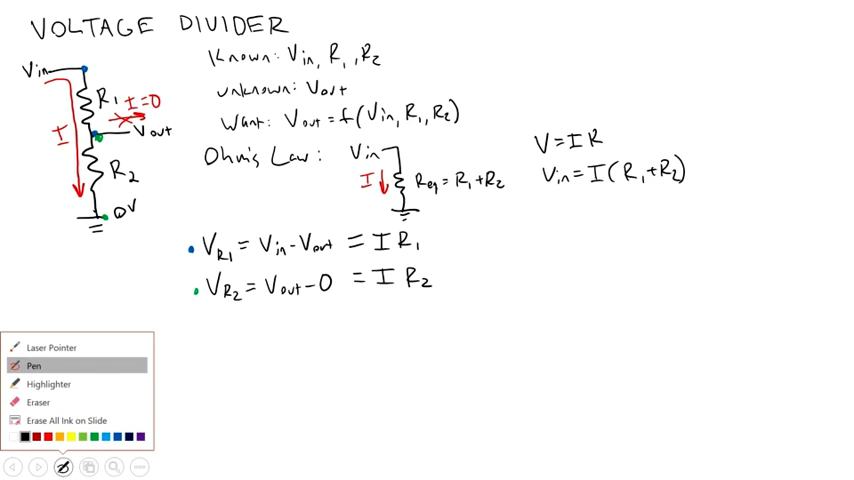 VOLTAGE DIVIDER
Known: Vin, R1, R2
Vin
unknown: Vout
R1 I=0
Want: Vout = f(Vin, R1, R2)
I
Vout
V = IR
Ohm's Law: Vin
Vin = I(R1+R2)
R2
I Req = R1+R2
0V
VR1 = Vin - Vout = I R1
VR2 = Vout - 0 = I R2
Laser Pointer
Pen
Highlighter
Eraser
Erase All Ink on Slide